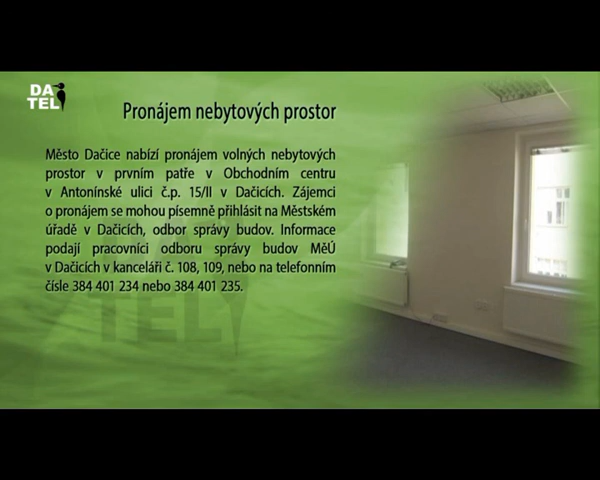 DA
TEL
Pronájem nebytových prostor
Město Dačice nabízí pronájem volných nebytových
prostor v prvním patře v Obchodním centru
v Antonínské ulici č.p. 15/II v Dačicích. Zájemci
o pronájem se mohou písemně přihlásit na Městském
úřadě v Dačicích, odbor správy budov. Informace
podají pracovníci odboru správy budov MěÚ
v Dačicích v kanceláři č. 108, 109, nebo na telefonním
čísle 384 401 234 nebo 384 401 235.
TEL